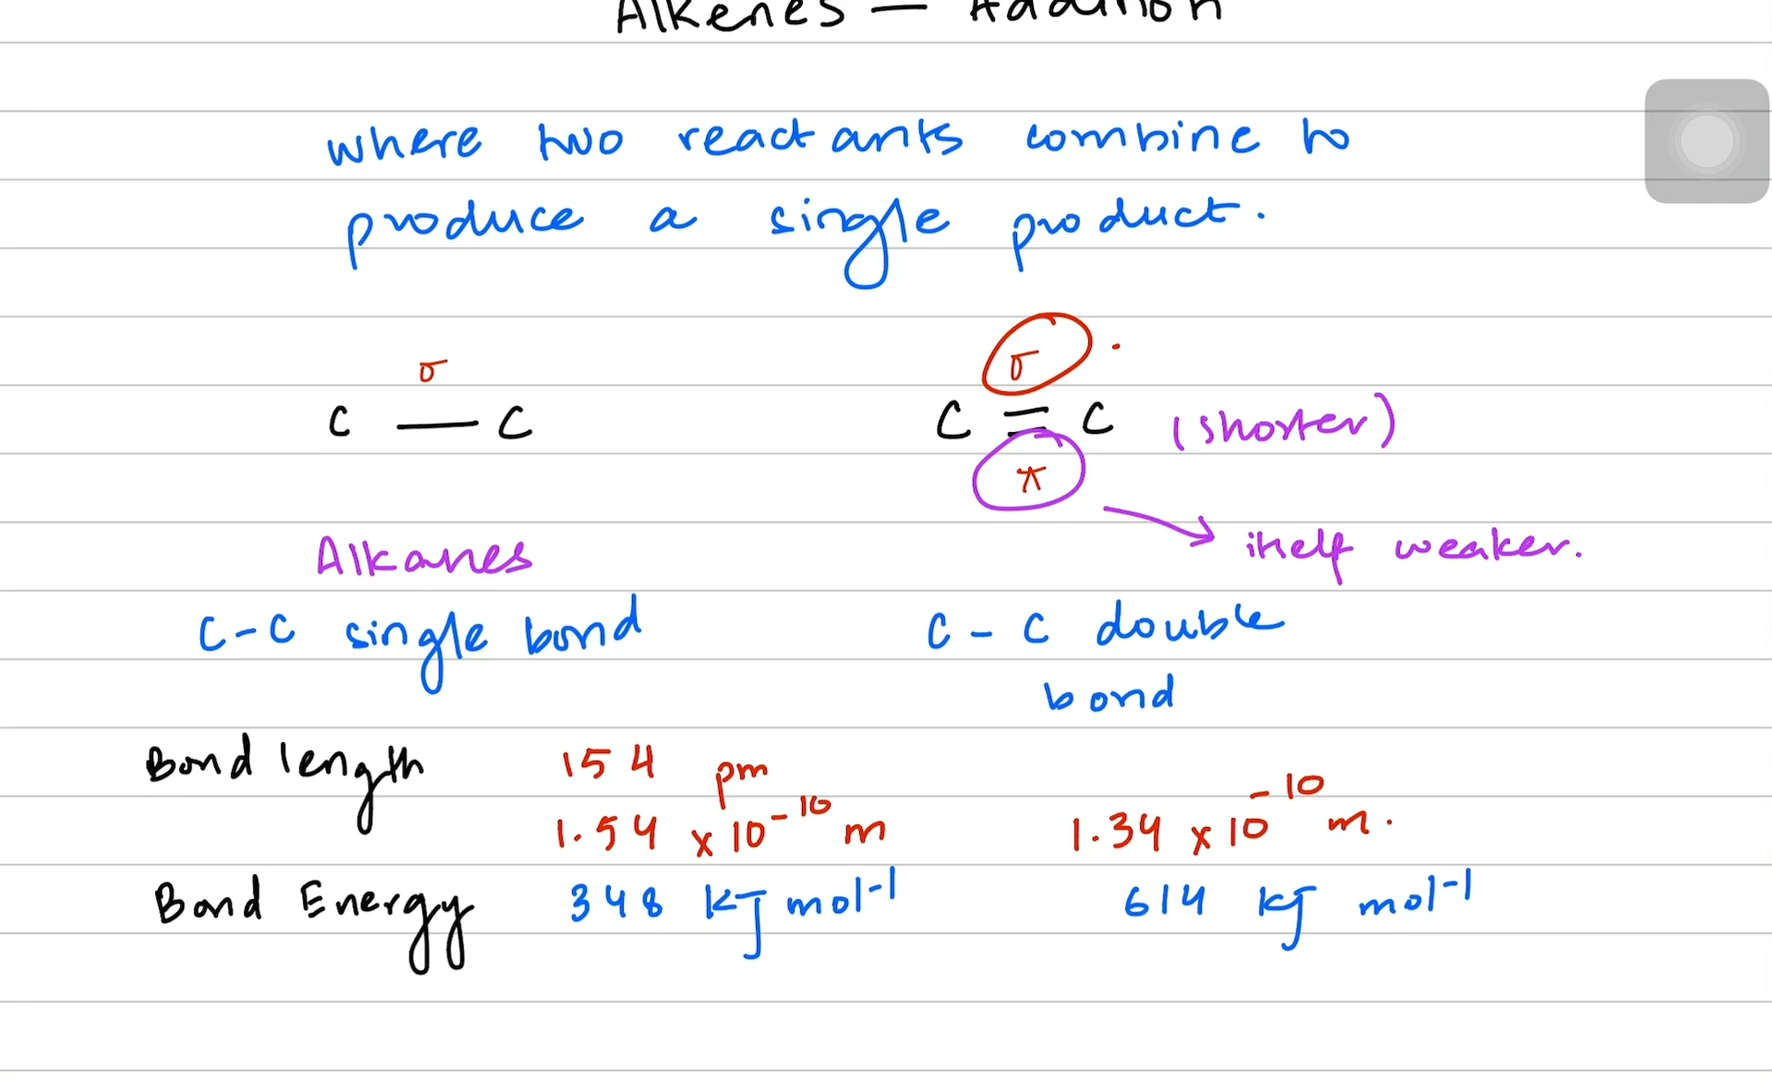 Alkenes — Addition
where two reactants combine to
produce a single product.
σ σ
C — C C = C (shorter)
π
Alkanes itself weaker.
C-C single bond C - C double
bond
Bond length 154 pm
1.54 x 10⁻¹⁰ m 1.34 x 10⁻¹⁰ m.
Bond Energy 348 kJ mol⁻¹ 614 kJ mol⁻¹